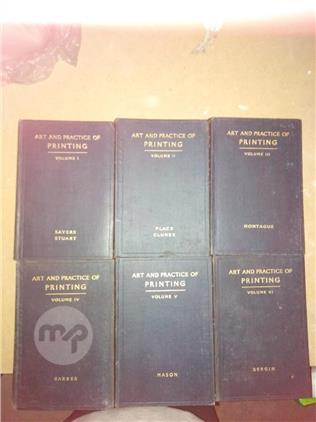 ART AND PRACTICE OF
PRINTING
VOLUME I
SAYERS
STUART
ART AND PRACTICE OF
PRINTING
VOLUME II
PLACE
CLUNES
ART AND PRACTICE OF
PRINTING
VOLUME III
MONTAGUE
ART AND PRACTICE OF
PRINTING
VOLUME IV
BARBER
ART AND PRACTICE OF
PRINTING
VOLUME V
MASON
ART AND PRACTICE OF
PRINTING
VOLUME VI
BERGIN
mp